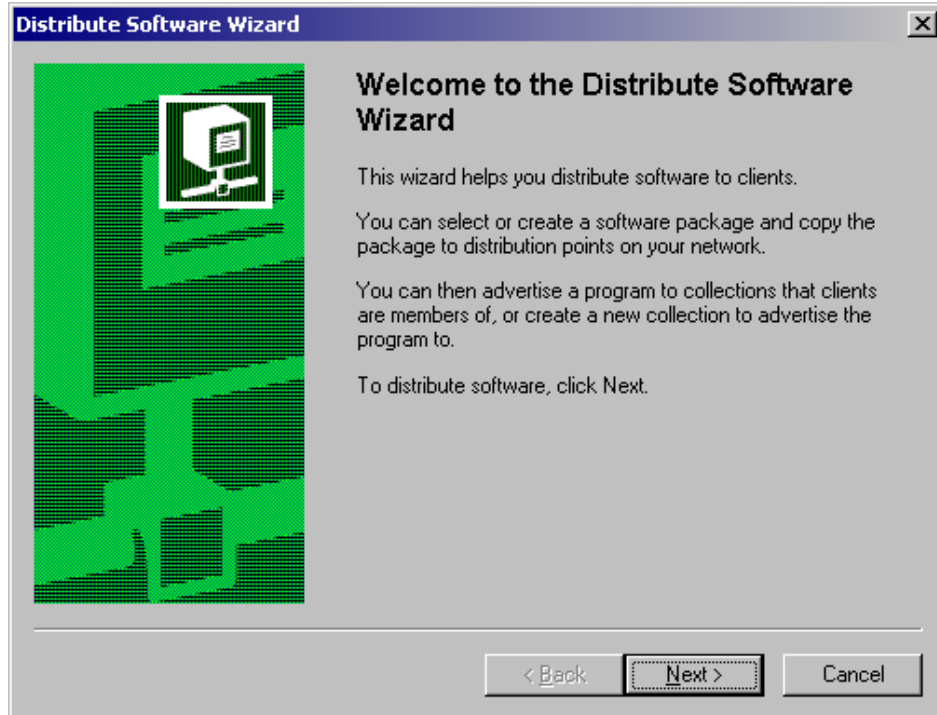 Distribute Software Wizard
Welcome to the Distribute Software
Wizard
This wizard helps you distribute software to clients.
You can select or create a software package and copy the
package to distribution points on your network.
You can then advertise a program to collections that clients
are members of, or create a new collection to advertise the
program to.
To distribute software, click Next.
< Back
Next >
Cancel